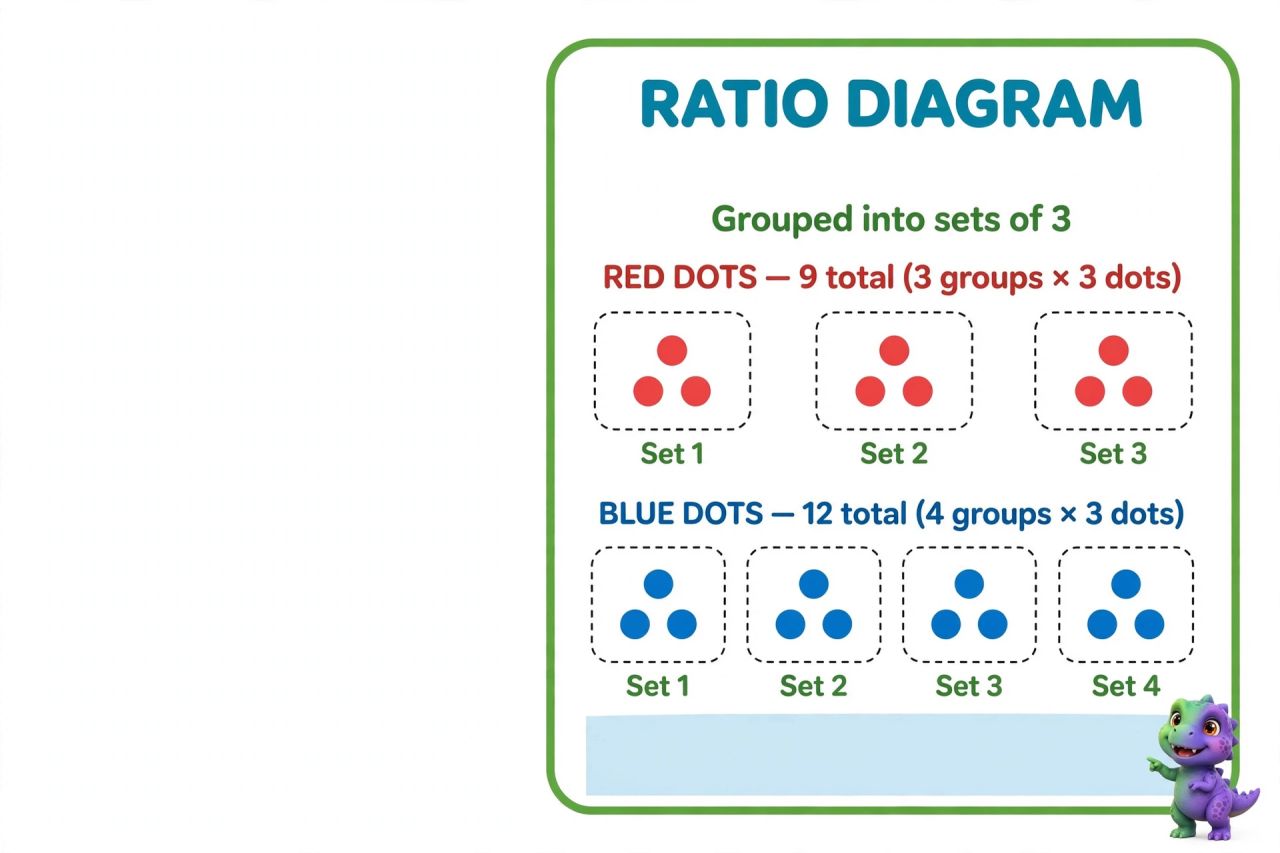 RATIO DIAGRAM
Grouped into sets of 3
RED DOTS — 9 total (3 groups × 3 dots)
Set 1
Set 2
Set 3
BLUE DOTS — 12 total (4 groups × 3 dots)
Set 1
Set 2
Set 3
Set 4